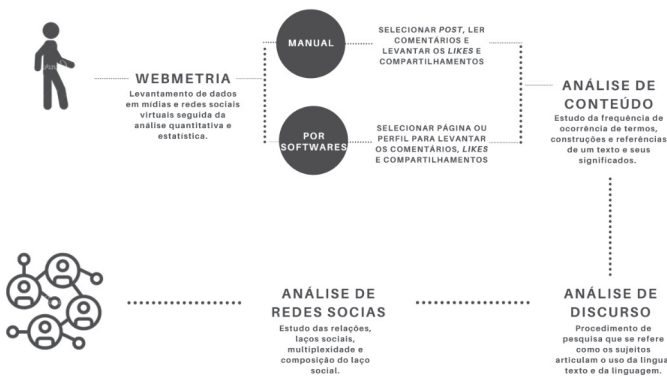 WEBMETRIA
Levantamento de dados
em mídias e redes sociais
virtuais seguida da
análise quantitativa e
estatística.
MANUAL
SELECIONAR POST, LER
COMENTÁRIOS E
LEVANTAR OS LIKES E
COMPARTILHAMENTOS
POR
SOFTWARES
SELECIONAR PÁGINA OU
PERFIL PARA LEVANTAR
OS COMENTÁRIOS, LIKES
E COMPARTILHAMENTOS
ANÁLISE DE
CONTEÚDO
Estudo da frequência de
ocorrência de termos,
construções e referências
de um texto e seus
significados.
ANÁLISE DE
DISCURSO
Procedimento de
pesquisa que se refere
como os sujeitos
articulam o uso da língua
texto e da linguagem.
ANÁLISE DE
REDES SOCIAS
Estudo das relações,
laços sociais,
multiplexidade e
composição do laço
social.